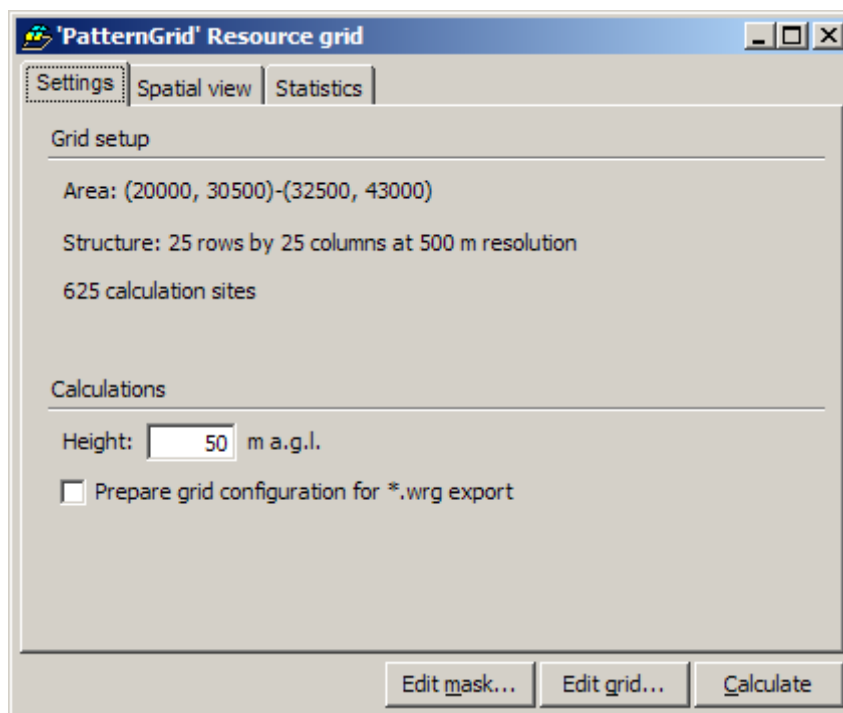 'PatternGrid' Resource grid
Settings Spatial view Statistics
Grid setup
Area: (20000, 30500)-(32500, 43000)
Structure: 25 rows by 25 columns at 500 m resolution
625 calculation sites
Calculations
Height: 50 m a.g.l.
Prepare grid configuration for *.wrg export
Edit mask... Edit grid... Calculate